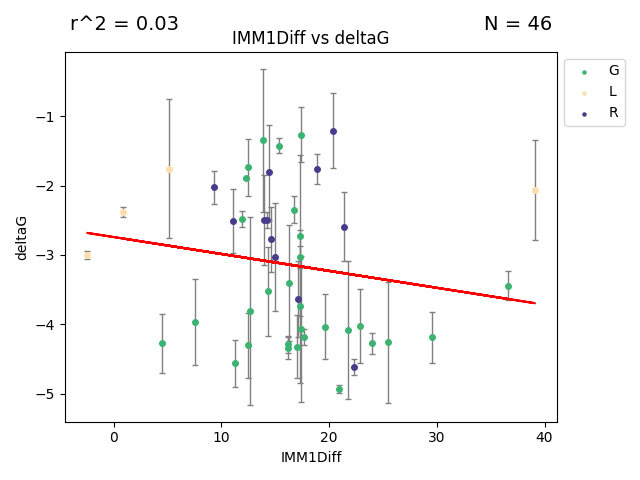 r^2 = 0.03
N = 46
IMM1Diff vs deltaG
G
L
R
−1
−2
−3
−4
−5
deltaG
0
10
20
30
40
IMM1Diff